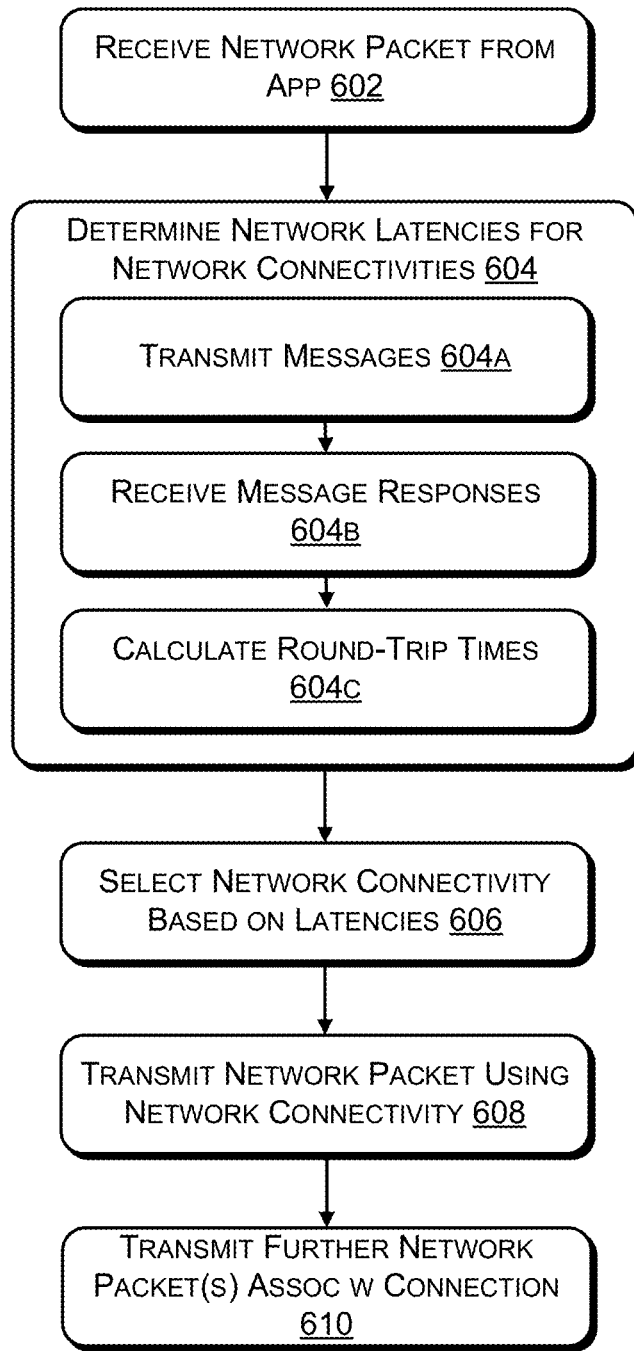 RECEIVE NETWORK PACKET FROM
APP 602
DETERMINE NETWORK LATENCIES FOR
NETWORK CONNECTIVITIES 604
TRANSMIT MESSAGES 604A
RECEIVE MESSAGE RESPONSES
604B
CALCULATE ROUND-TRIP TIMES
604C
SELECT NETWORK CONNECTIVITY
BASED ON LATENCIES 606
TRANSMIT NETWORK PACKET USING
NETWORK CONNECTIVITY 608
TRANSMIT FURTHER NETWORK
PACKET(S) ASSOC W CONNECTION
610